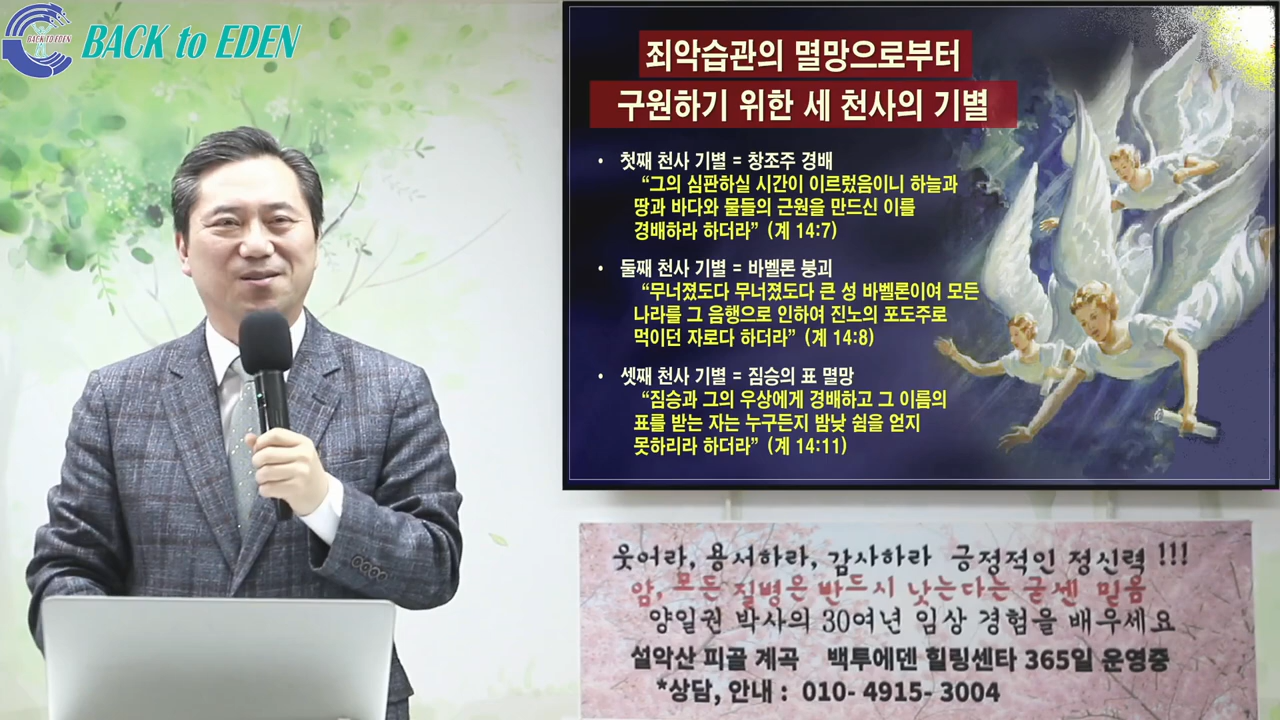 BACK TO EDEN
BACK to EDEN
죄악습관의 멸망으로부터
구원하기 위한 세 천사의 기별
• 첫째 천사 기별 = 창조주 경배
“그의 심판하실 시간이 이르렀음이니 하늘과
땅과 바다와 물들의 근원을 만드신 이를
경배하라 하더라” (계 14:7)
• 둘째 천사 기별 = 바벨론 붕괴
“무너졌도다 무너졌도다 큰 성 바벨론이여 모든
나라를 그 음행으로 인하여 진노의 포도주로
먹이던 자로다 하더라” (계 14:8)
• 셋째 천사 기별 = 짐승의 표 멸망
“짐승과 그의 우상에게 경배하고 그 이름의
표를 받는 자는 누구든지 밤낮 쉼을 얻지
못하리라 하더라” (계 14:11)
웃어라, 용서하라, 감사하라 긍정적인 정신력 !!!
암, 모든 질병은 반드시 낫는다는 굳센 믿음
양일권 박사의 30여년 임상 경험을 배우세요
설악산 피골 계곡 백투에덴 힐링센타 365일 운영중
*상담, 안내 : 010- 4915- 3004